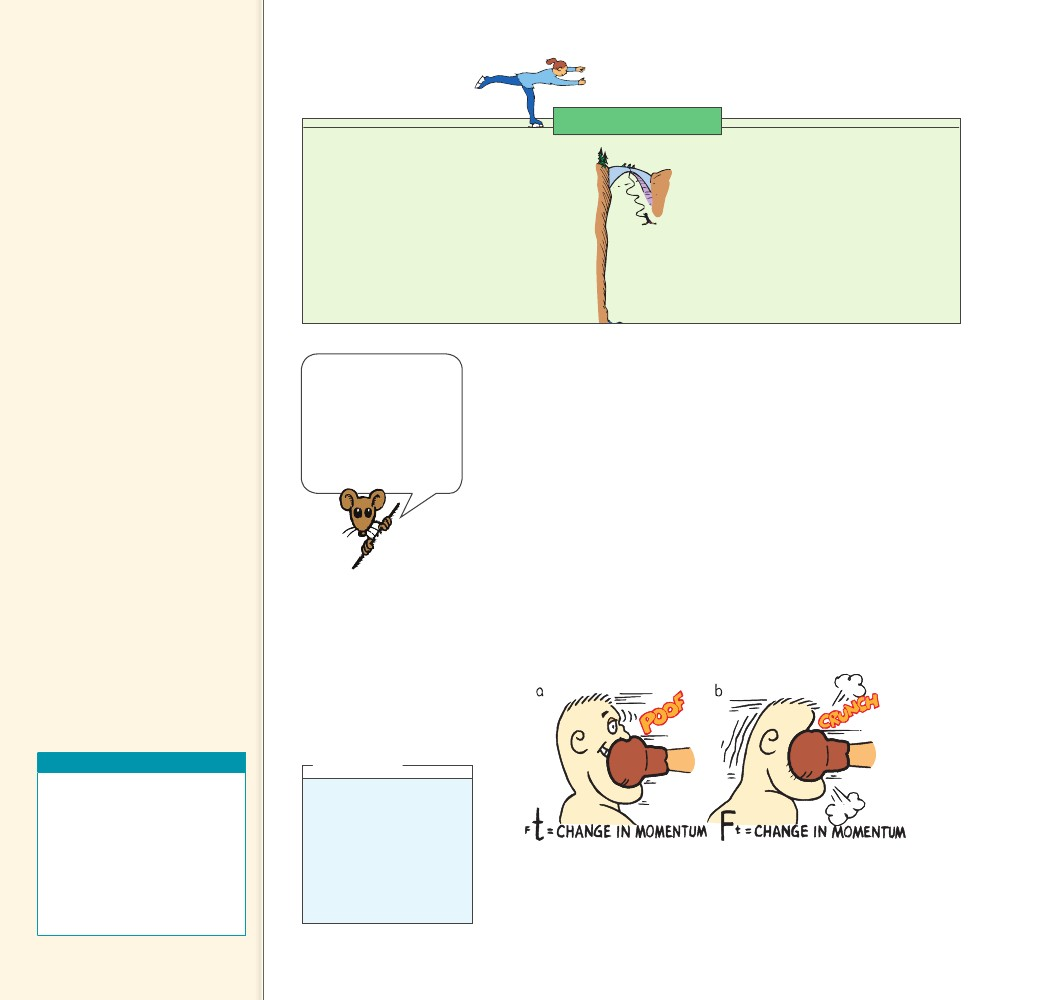 a
b
POOF
CRUNCH
Ft = CHANGE IN MOMENTUM
Ft = CHANGE IN MOMENTUM